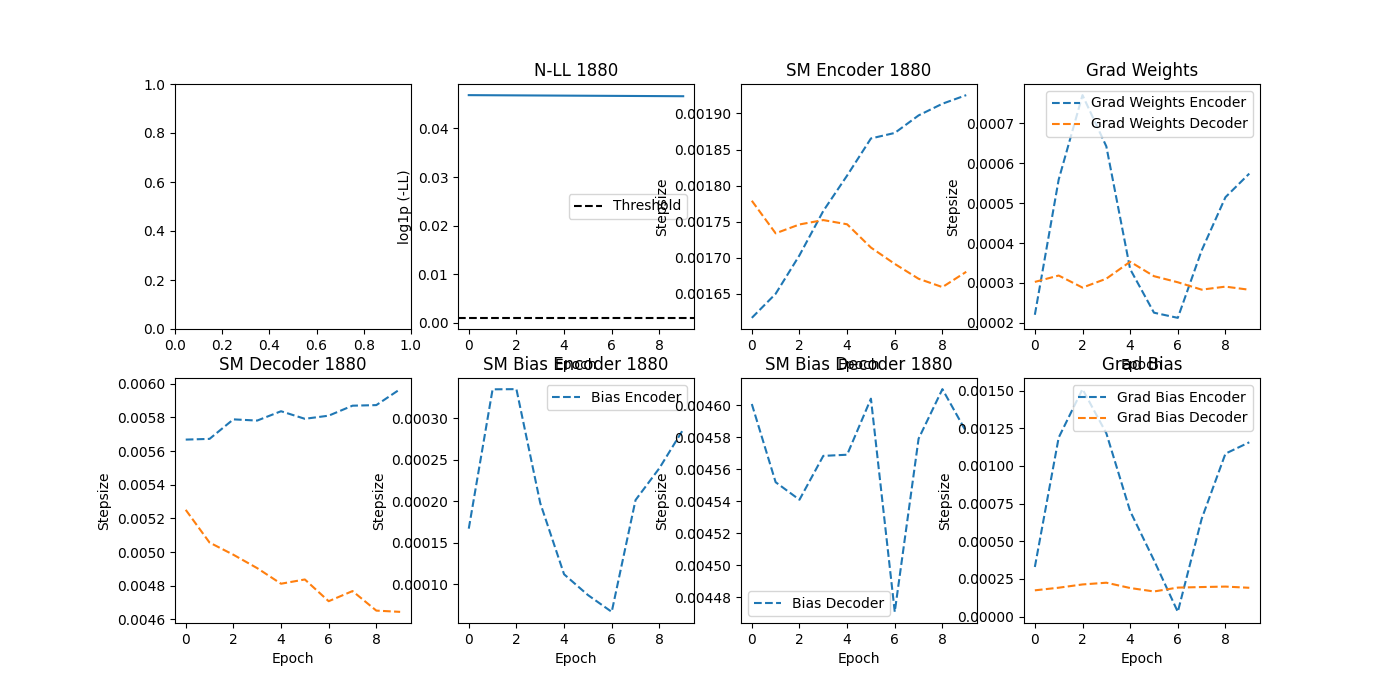 N-LL 1880
SM Encoder 1880
Grad Weights
1.0
0.8
0.6
0.4
0.2
0.0
0.0 0.2 0.4 0.6 0.8 1.0
log1p (-LL)
0.04
0.03
0.02
0.01
0.00
Threshold
0 2 4 6 8
Epoch
Stepsize
0.00190
0.00185
0.00180
0.00175
0.00170
0.00165
0 2 4 6 8
Epoch
Stepsize
0.0007
0.0006
0.0005
0.0004
0.0003
0.0002
Grad Weights Encoder
Grad Weights Decoder
0 2 4 6 8
Epoch
SM Decoder 1880
SM Bias Encoder 1880
SM Bias Decoder 1880
Grad Bias
Stepsize
0.0060
0.0058
0.0056
0.0054
0.0052
0.0050
0.0048
0.0046
0 2 4 6 8
Epoch
Stepsize
0.00030
0.00025
0.00020
0.00015
0.00010
Bias Encoder
0 2 4 6 8
Epoch
Stepsize
0.00460
0.00458
0.00456
0.00454
0.00452
0.00450
0.00448
Bias Decoder
0 2 4 6 8
Epoch
Stepsize
0.00150
0.00125
0.00100
0.00075
0.00050
0.00025
0.00000
Grad Bias Encoder
Grad Bias Decoder
0 2 4 6 8
Epoch